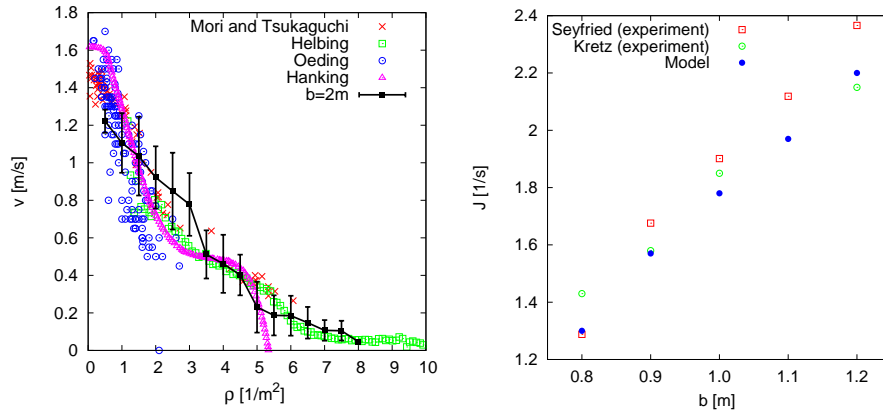 v [m/s]
1.8
1.6
1.4
1.2
1
0.8
0.6
0.4
0.2
0
Mori and Tsukaguchi
Helbing
Oeding
Hanking
b=2m
0 1 2 3 4 5 6 7 8 9 10
ρ [1/m²]
J [1/s]
2.4
2.2
2.0
1.8
1.6
1.4
1.2
Seyfried (experiment)
Kretz (experiment)
Model
0.8 0.9 1.0 1.1 1.2
b [m]